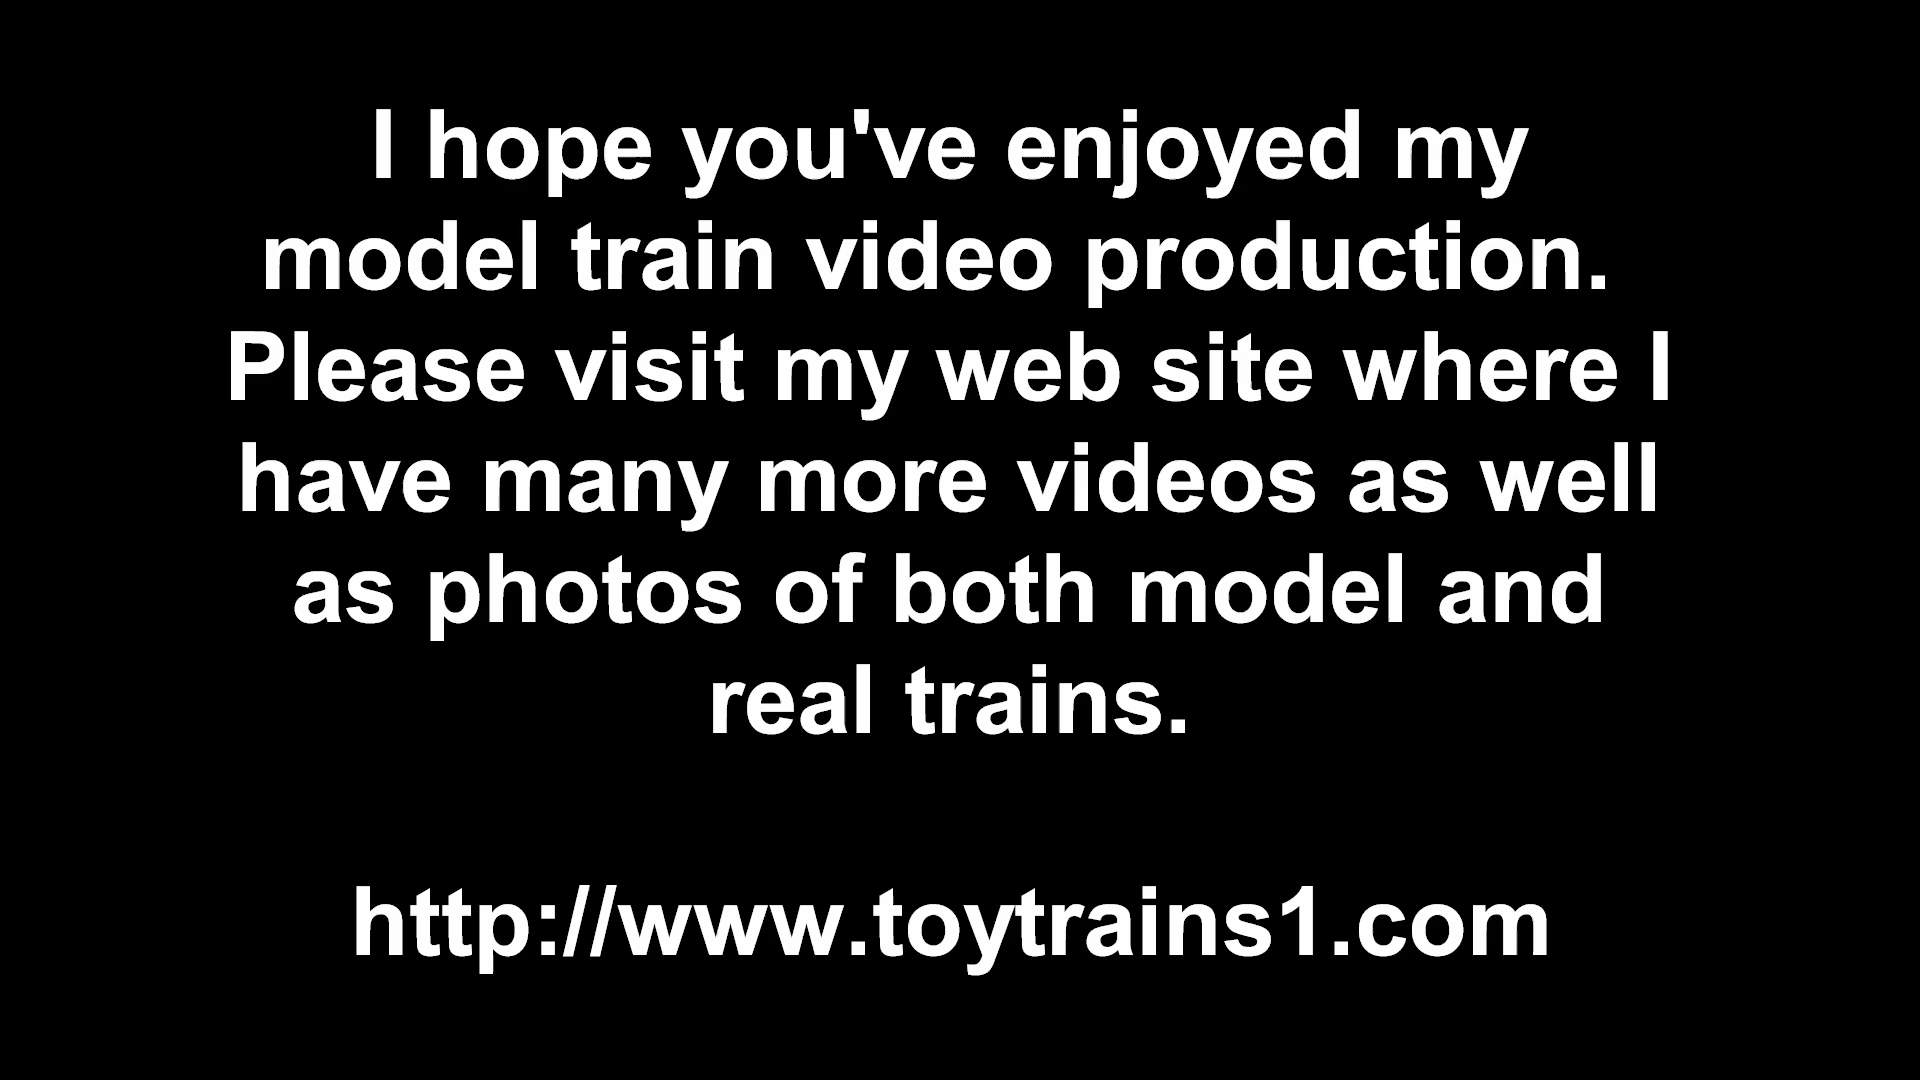 I hope you've enjoyed my
model train video production.
Please visit my web site where I
have many more videos as well
as photos of both model and
real trains.
http://www.toytrains1.com